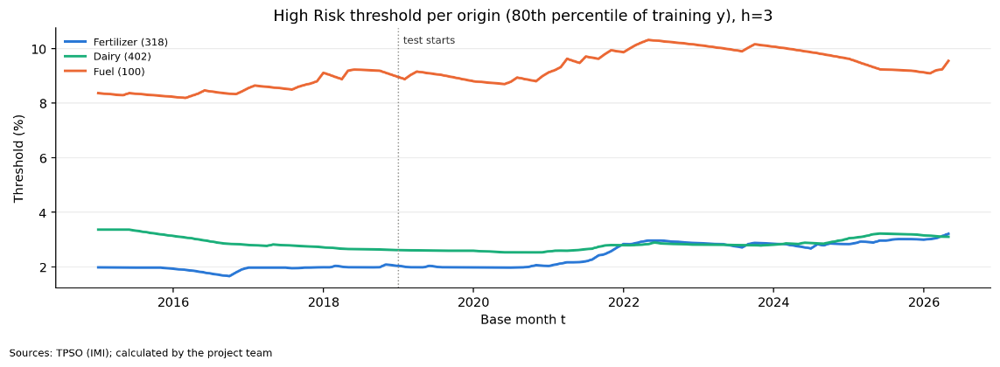 High Risk threshold per origin (80th percentile of training y), h=3
Fertilizer (318)
Dairy (402)
Fuel (100)
test starts
Threshold (%)
10
8
6
4
2
2016 2018 2020 2022 2024 2026
Base month t
Sources: TPSO (IMI); calculated by the project team